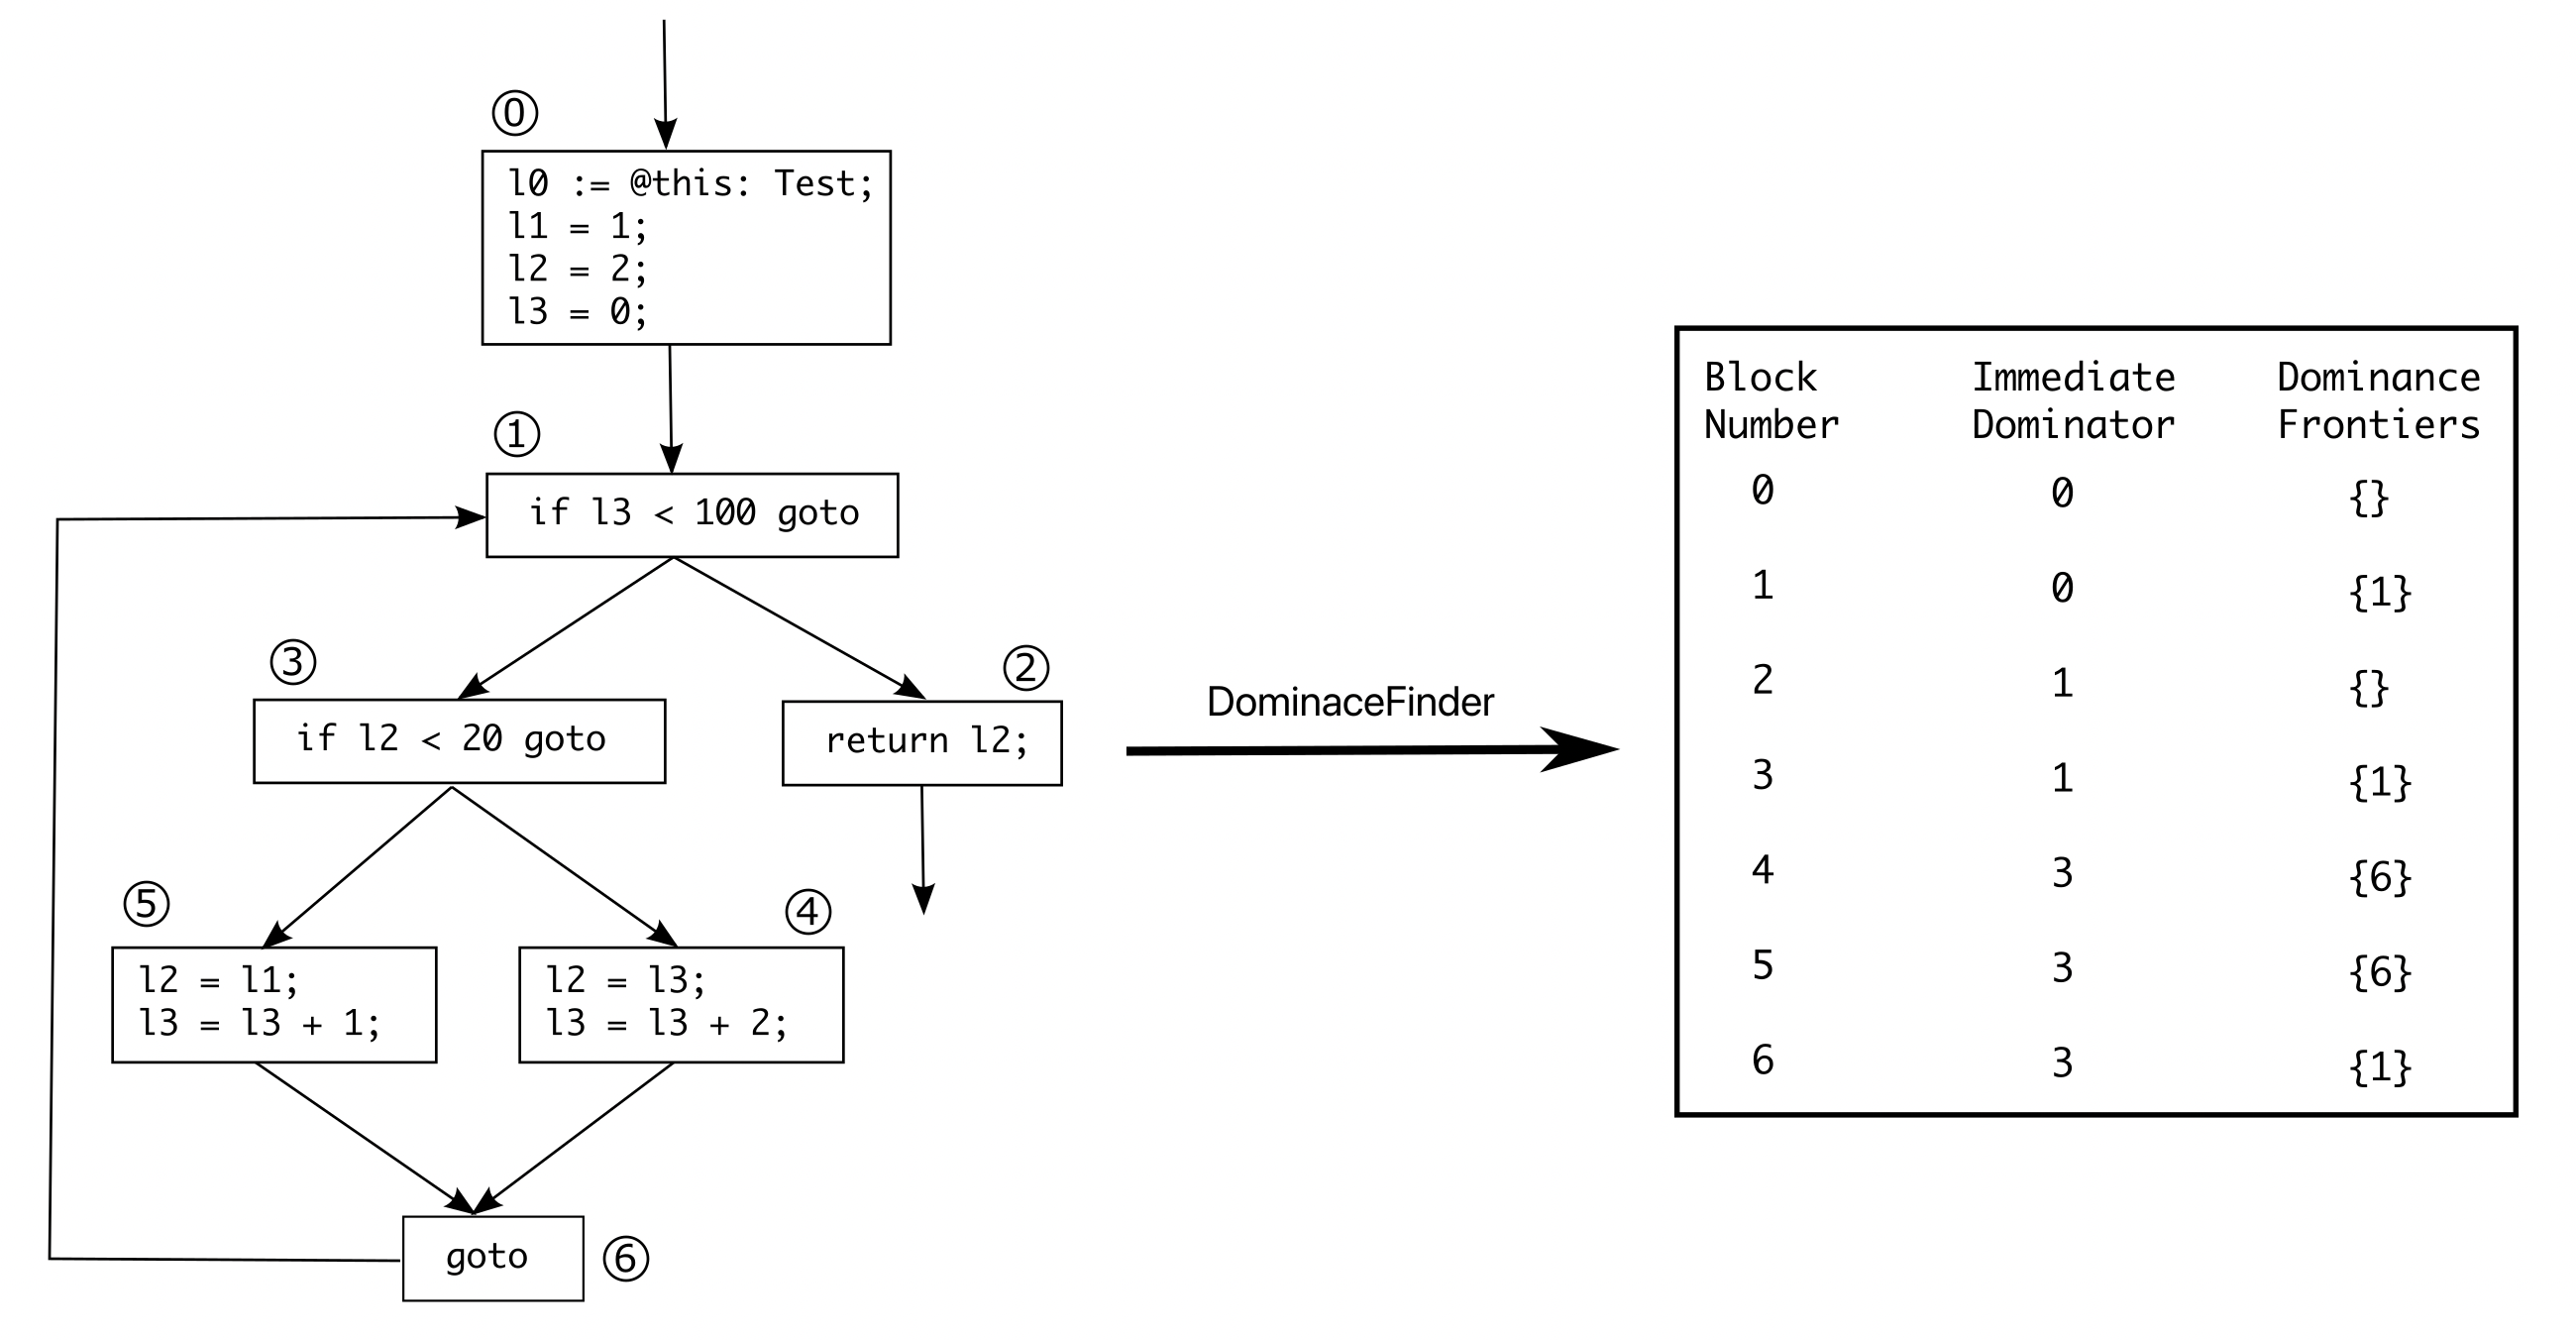 ⓪
l0 := @this: Test;
l1 = 1;
l2 = 2;
l3 = 0;
①
if l3 < 100 goto
③
if l2 < 20 goto
②
return l2;
⑤
l2 = l1;
l3 = l3 + 1;
④
l2 = l3;
l3 = l3 + 2;
goto
⑥
DominaceFinder
Block Immediate Dominance
Number Dominator Frontiers
0 0 {}
1 0 {1}
2 1 {}
3 1 {1}
4 3 {6}
5 3 {6}
6 3 {1}